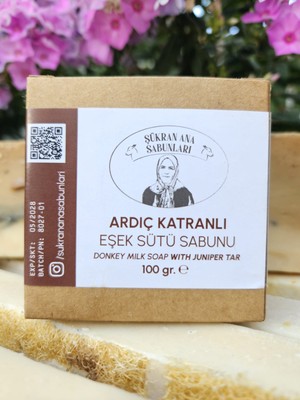 ŞÜKRAN ANA
SABUNLARI
ARDIÇ KATRANLI
EŞEK SÜTÜ SABUNU
DONKEY MILK SOAP WITH JUNIPER TAR
100 gr. ℮
EXP/SKT: 05/2028
BATCH/PN: 8027-01
/sukrananasabunlari